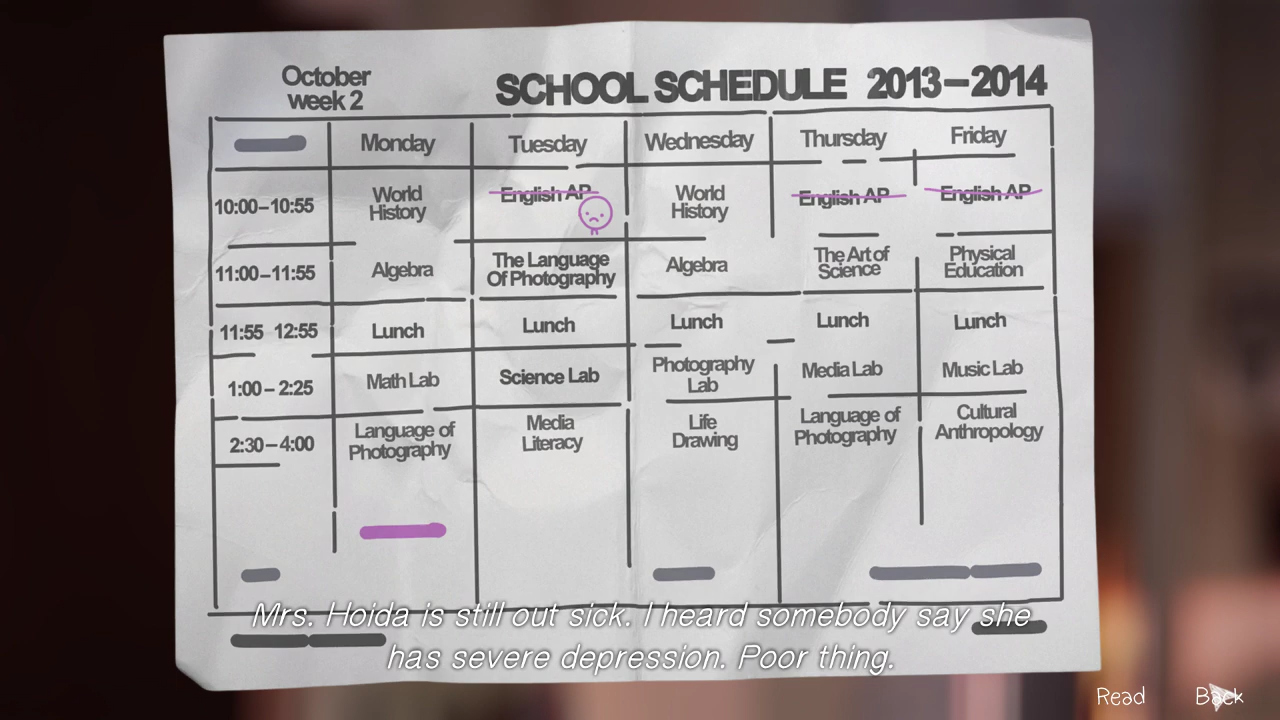 October
week 2
SCHOOL SCHEDULE 2013-2014
Monday Tuesday Wednesday Thursday Friday
10:00-10:55 World
History English AP World
History English AP English AP
11:00-11:55 Algebra The Language
Of Photography Algebra The Art of
Science Physical
Education
11:55 12:55 Lunch Lunch Lunch Lunch Lunch
1:00-2:25 Math Lab Science Lab Photography
Lab Media Lab Music Lab
2:30-4:00 Language of
Photography Media
Literacy Life
Drawing Language of
Photography Cultural
Anthropology
Mrs. Hoida is still out sick. I heard somebody say she
has severe depression. Poor thing.
Read Back